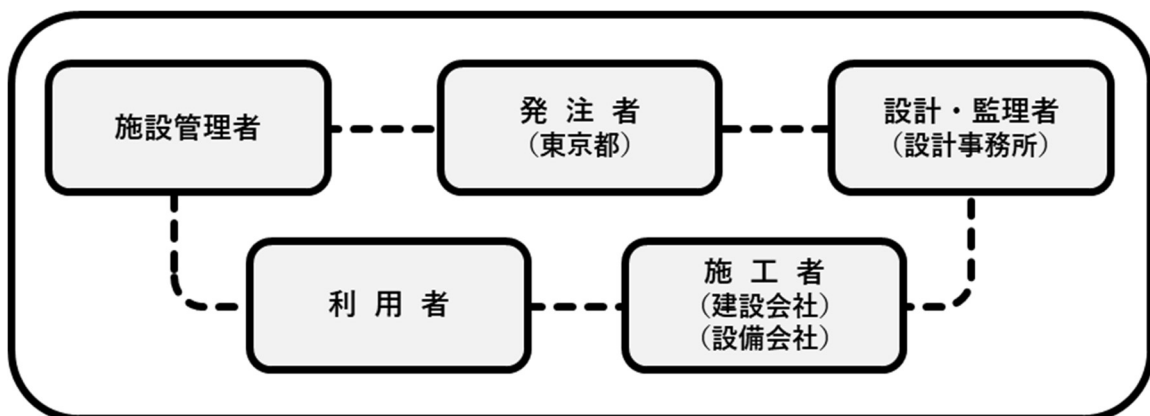 施設管理者
発注者
（東京都）
設計・監理者
（設計事務所）
利用者
施工者
（建設会社）
（設備会社）